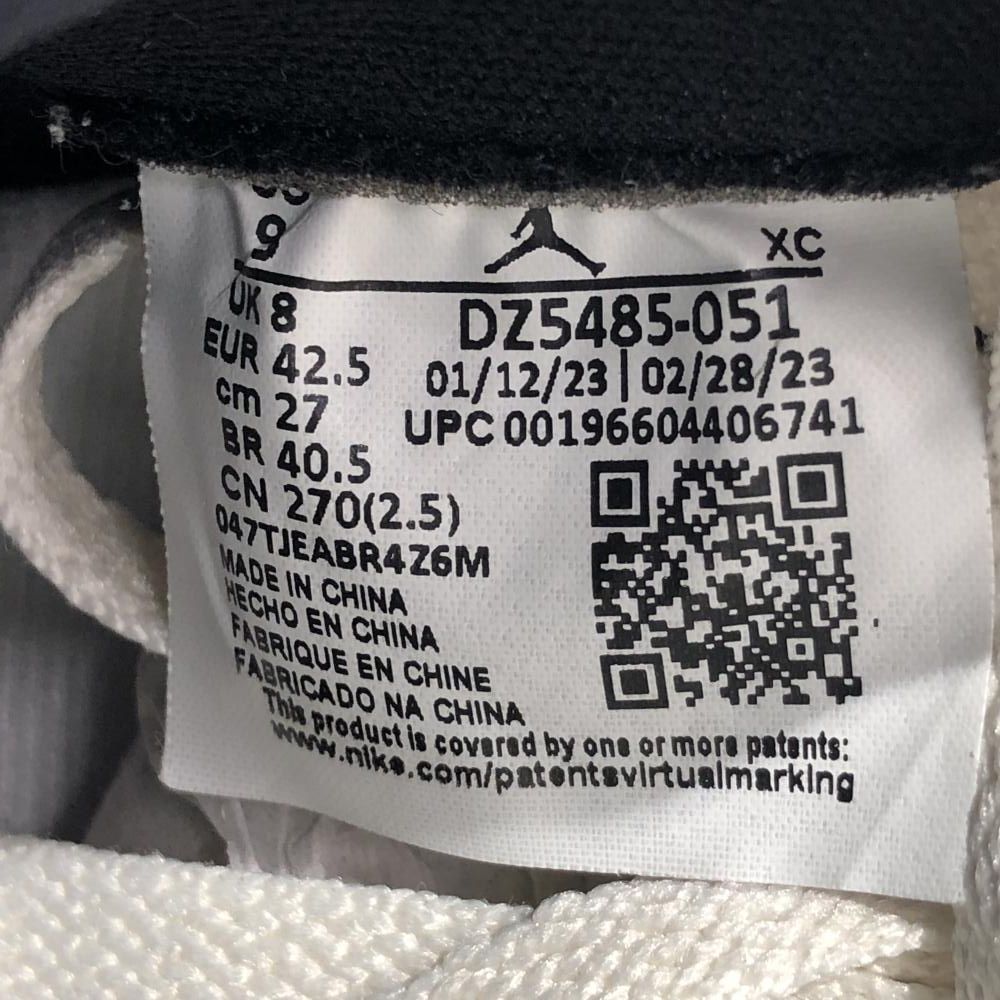 9
XC
UK 8
DZ5485-051
EUR 42.5
01/12/23 | 02/28/23
cm 27
UPC 00196604406741
BR 40.5
CN 270(2.5)
047TJEABR4Z6M
MADE IN CHINA
HECHO EN CHINA
FABRIQUE EN CHINE
FABRICADO NA CHINA
This product is covered by one or more patents:
www.nike.com/patentsvirtualmarking